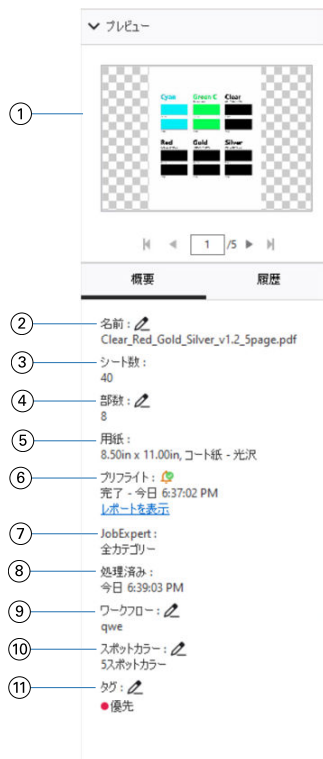 プレビュー
①
Cyan Green C Clear
Red Gold Silver
1 /5
概要 履歴
② 名前 :
Clear_Red_Gold_Silver_v1.2_5page.pdf
③ シート数 :
40
④ 部数 :
8
⑤ 用紙 :
8.50in x 11.00in, コート紙 - 光沢
⑥ プリフライト :
完了 - 今日 6:37:02 PM
レポートを表示
⑦ JobExpert :
全カテゴリー
⑧ 処理済み :
今日 6:39:03 PM
⑨ ワークフロー :
qwe
⑩ スポットカラー :
5スポットカラー
⑪ タグ :
優先